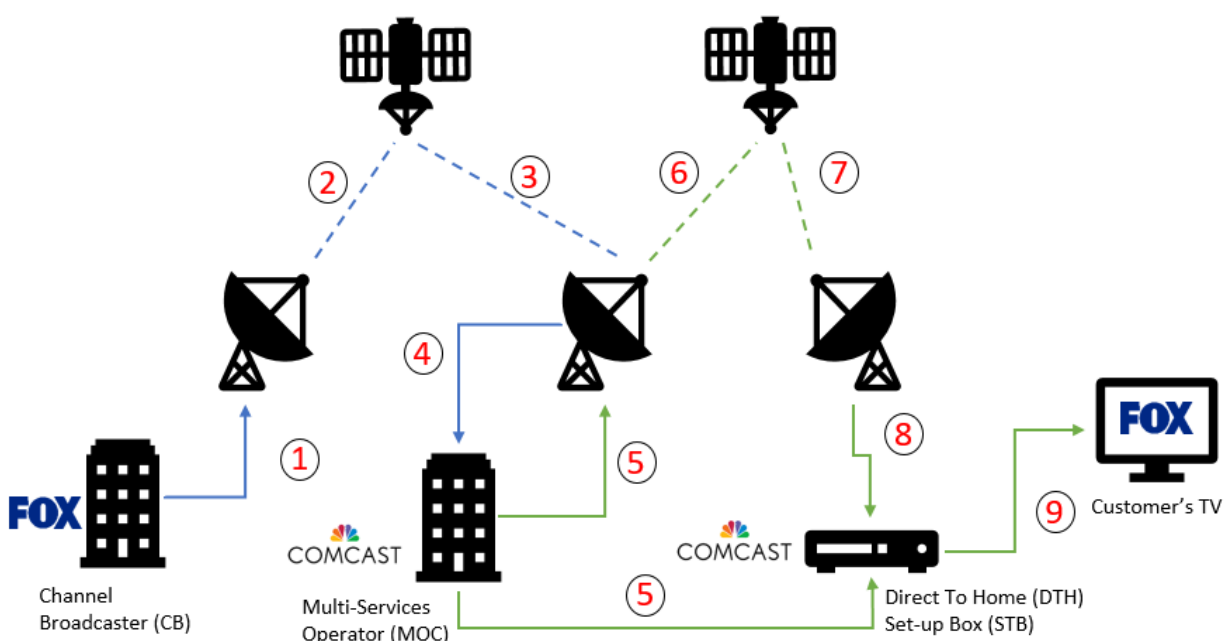 2
3
6
7
4
8
1
5
FOX
9
Customer's TV
FOX
COMCAST
COMCAST
Channel
Broadcaster (CB)
Multi-Services
Operator (MOC)
5
Direct To Home (DTH)
Set-up Box (STB)